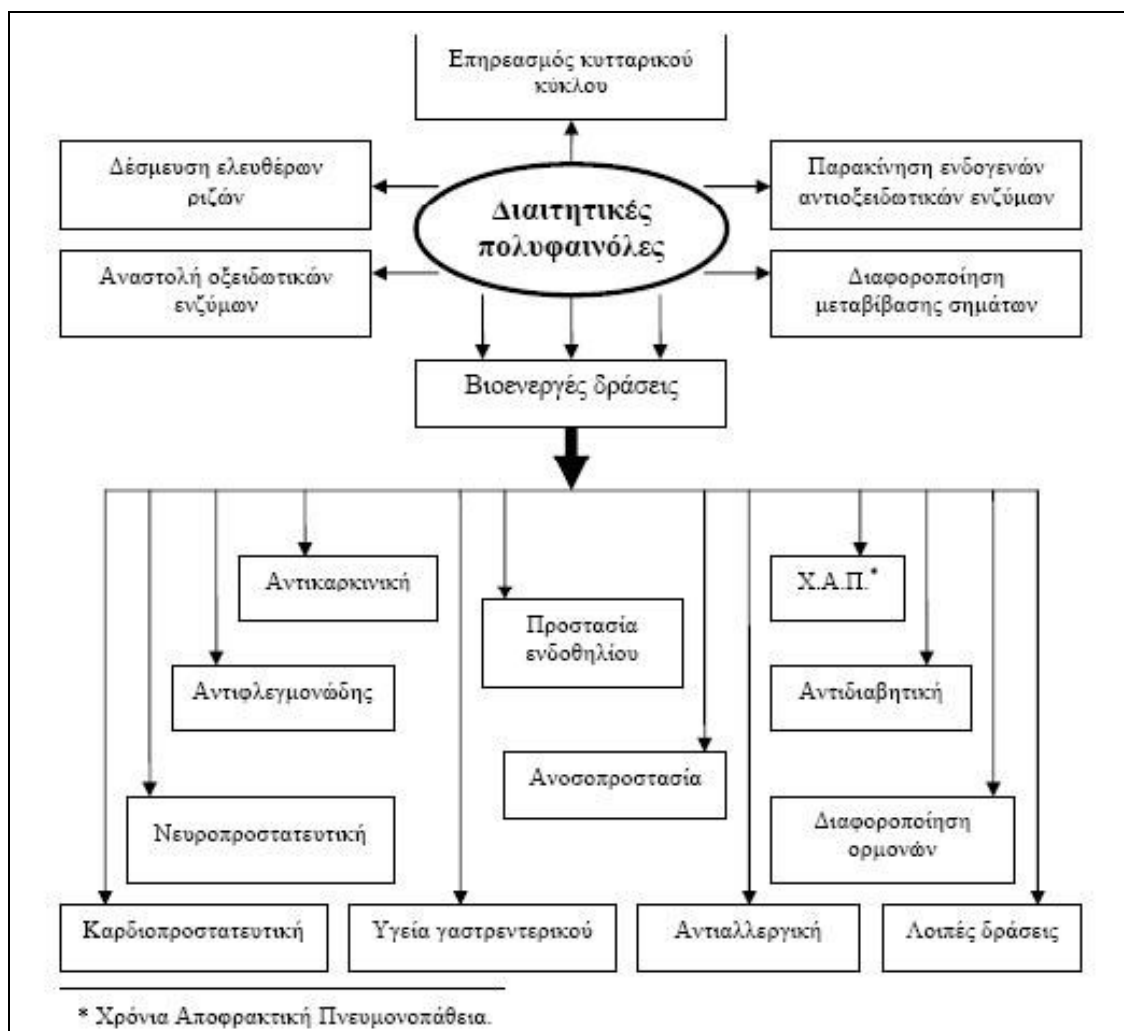 Επηρεασμός κυτταρικού
κύκλου
Δέσμευση ελευθέρων
ριζών
Διαιτητικές
πολυφαινόλες
Παρακίνηση ενδογενών
αντιοξειδωτικών ενζύμων
Αναστολή οξειδωτικών
ενζύμων
Διαφοροποίηση
μεταβίβασης σημάτων
Βιοενεργές δράσεις
Αντικαρκινική
Χ.Α.Π.*
Προστασία
ενδοθηλίου
Αντιφλεγμονώδης
Αντιδιαβητική
Ανοσοπροστασία
Νευροπροστατευτική
Διαφοροποίηση
ορμονών
Καρδιοπροστατευτική
Υγεία γαστρεντερικού
Αντιαλλεργική
Λοιπές δράσεις
* Χρόνια Αποφρακτική Πνευμονοπάθεια.